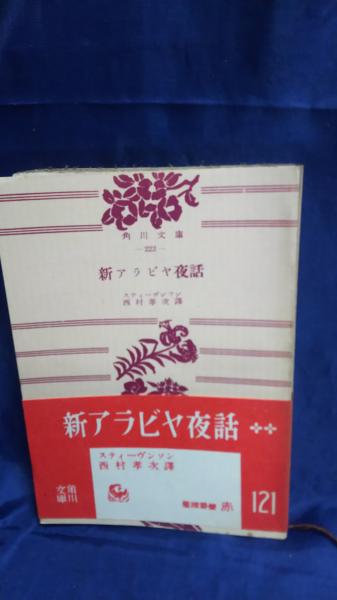 角川文庫
—222—
新アラビヤ夜話
スティーヴンソン
西村孝次譯
新アラビヤ夜話
スティーヴンソン
西村孝次譯
角川文庫
赤
121